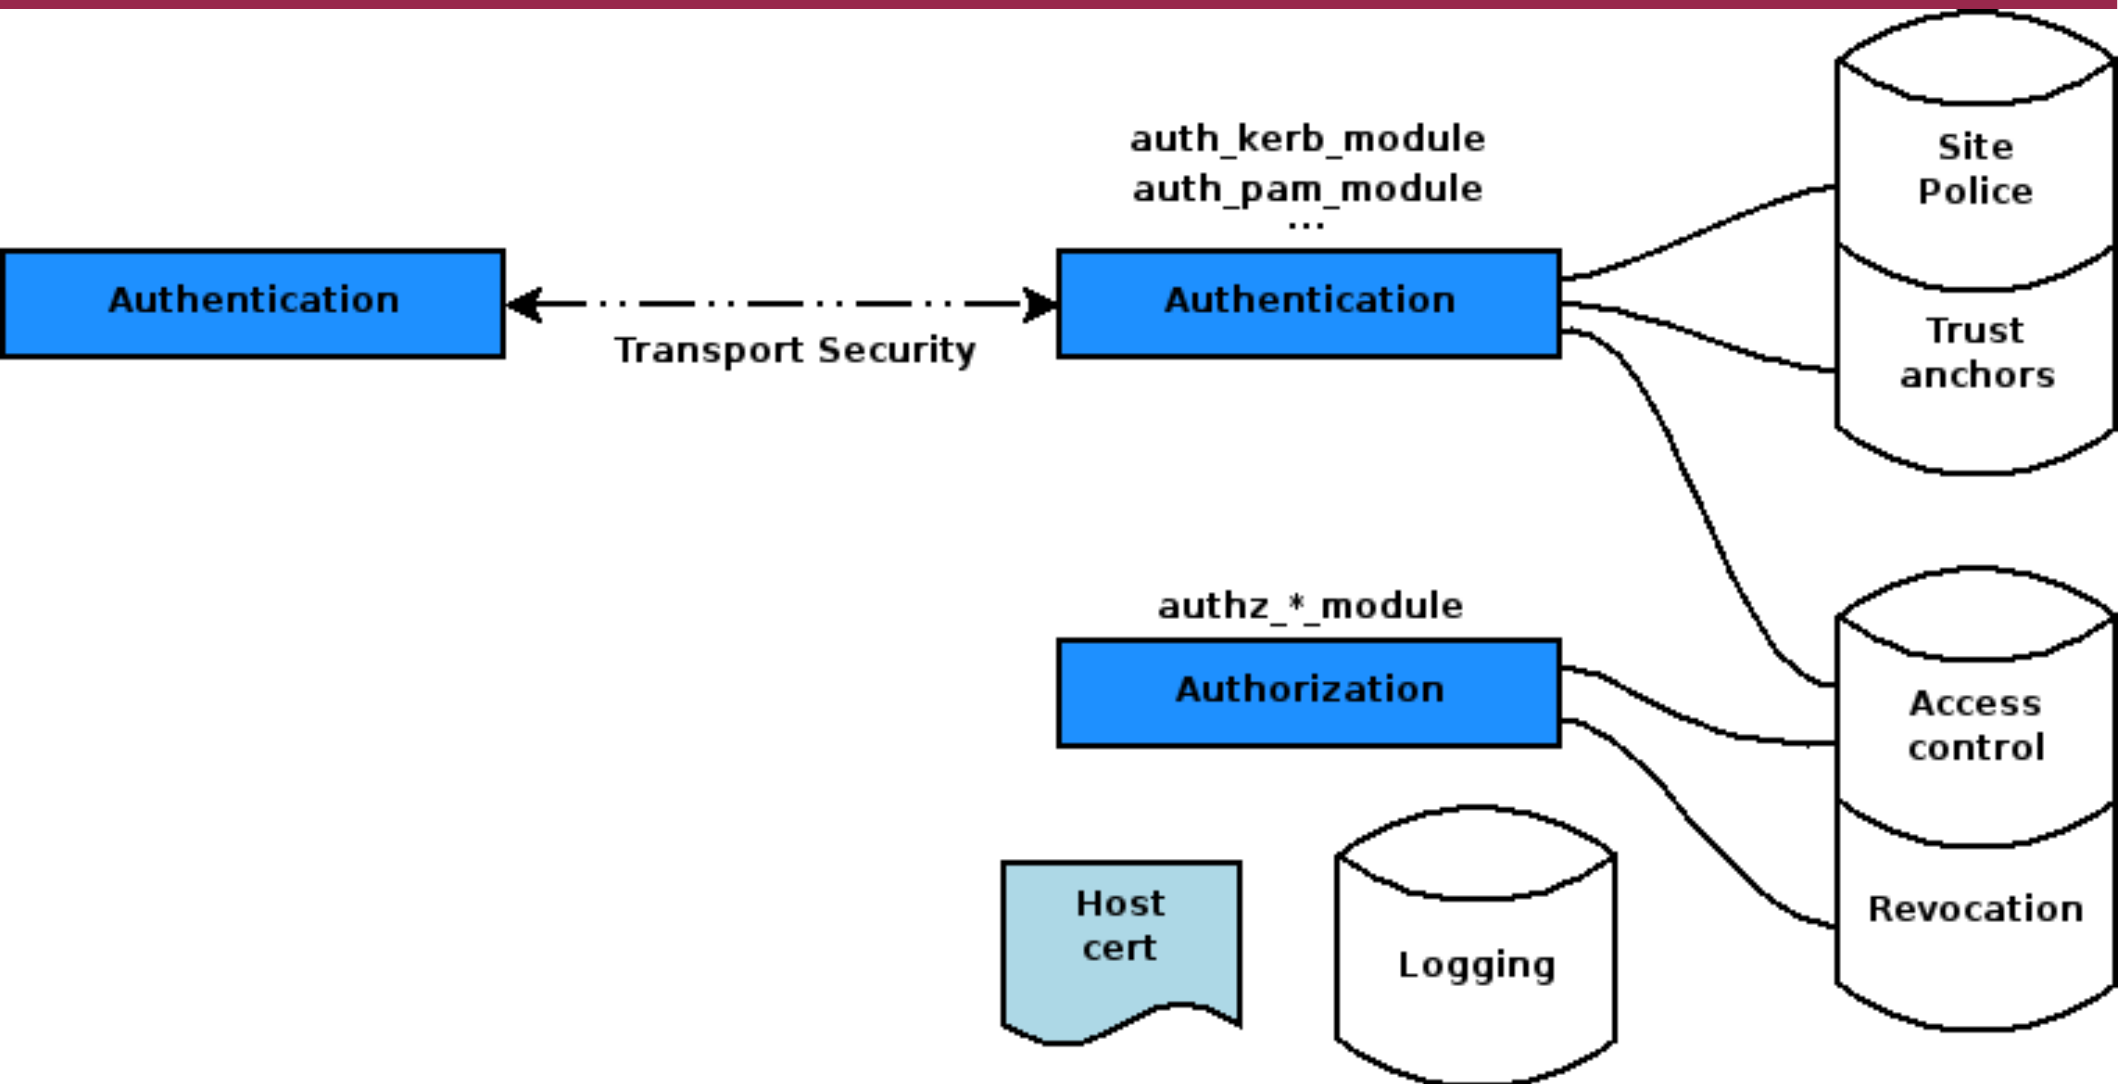 auth_kerb_module
auth_pam_module
...
Authentication
Transport Security
Authentication
Site
Police
Trust
anchors
authz_*_module
Authorization
Access
control
Revocation
Host
cert
Logging